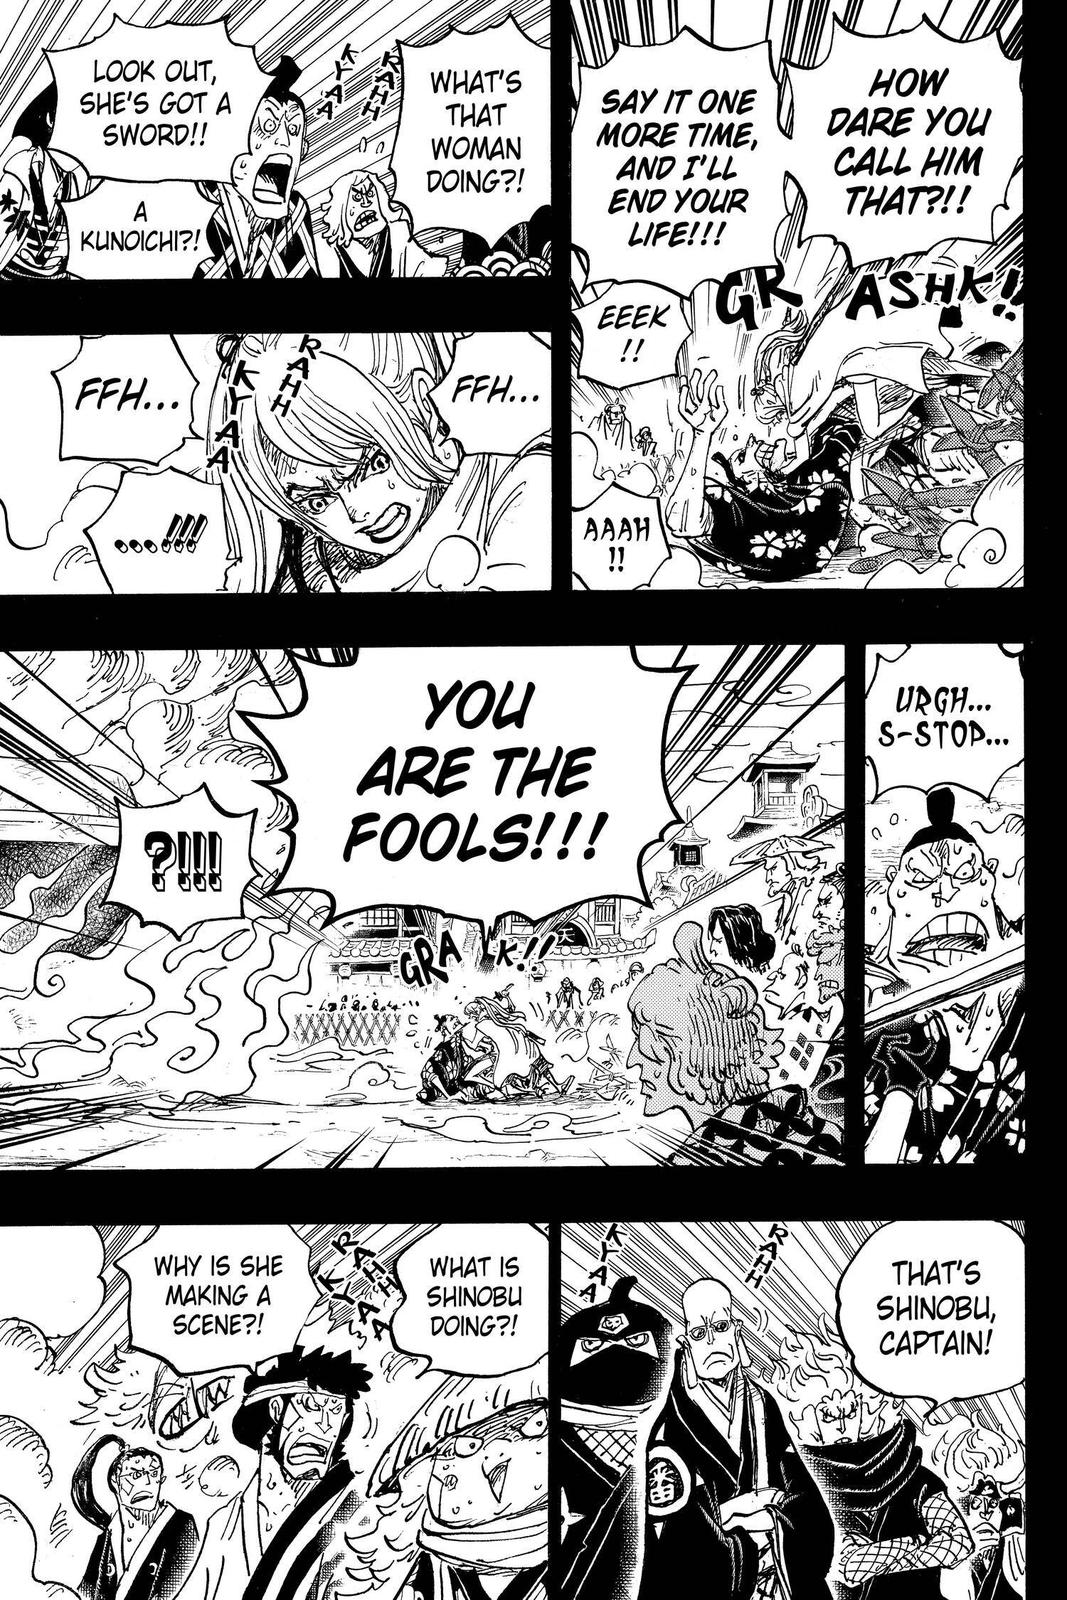 HOW
DARE YOU
CALL HIM
THAT?!!
SAY IT ONE
MORE TIME,
AND I'LL
END YOUR
LIFE!!!
GR ASHK!!
EEEK
!!
AAAH
!!
WHAT'S
THAT
WOMAN
DOING?!
RAHH
KYAA
LOOK OUT,
SHE'S GOT A
SWORD!!
A
KUNOICHI?!
FFH...
RAHH
KYAA
FFH...
...!!!
URGH...
S-STOP...
YOU
ARE THE
FOOLS!!!
?!!!
天
THAT'S
SHINOBU,
CAPTAIN!
RAHH
KYAA
番
WHAT IS
SHINOBU
DOING?!
RAHH
KYAA
WHY IS SHE
MAKING A
SCENE?!